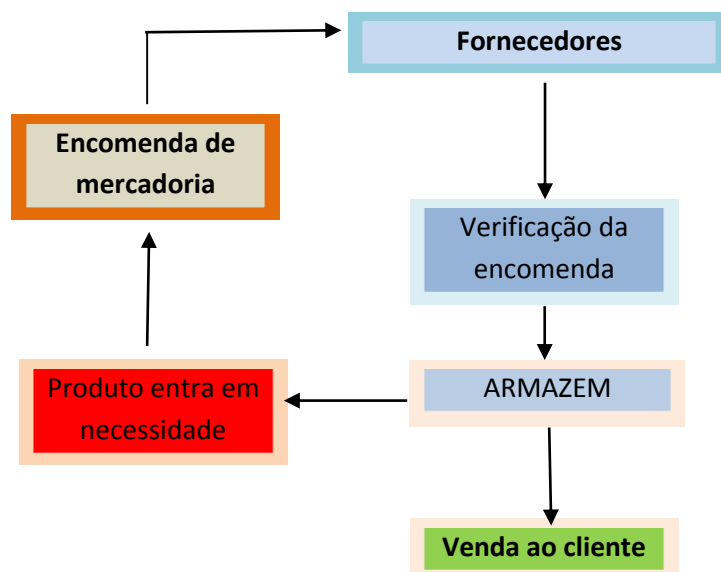 Fornecedores
Encomenda de
mercadoria
Verificação da
encomenda
Produto entra em
necessidade
ARMAZEM
Venda ao cliente